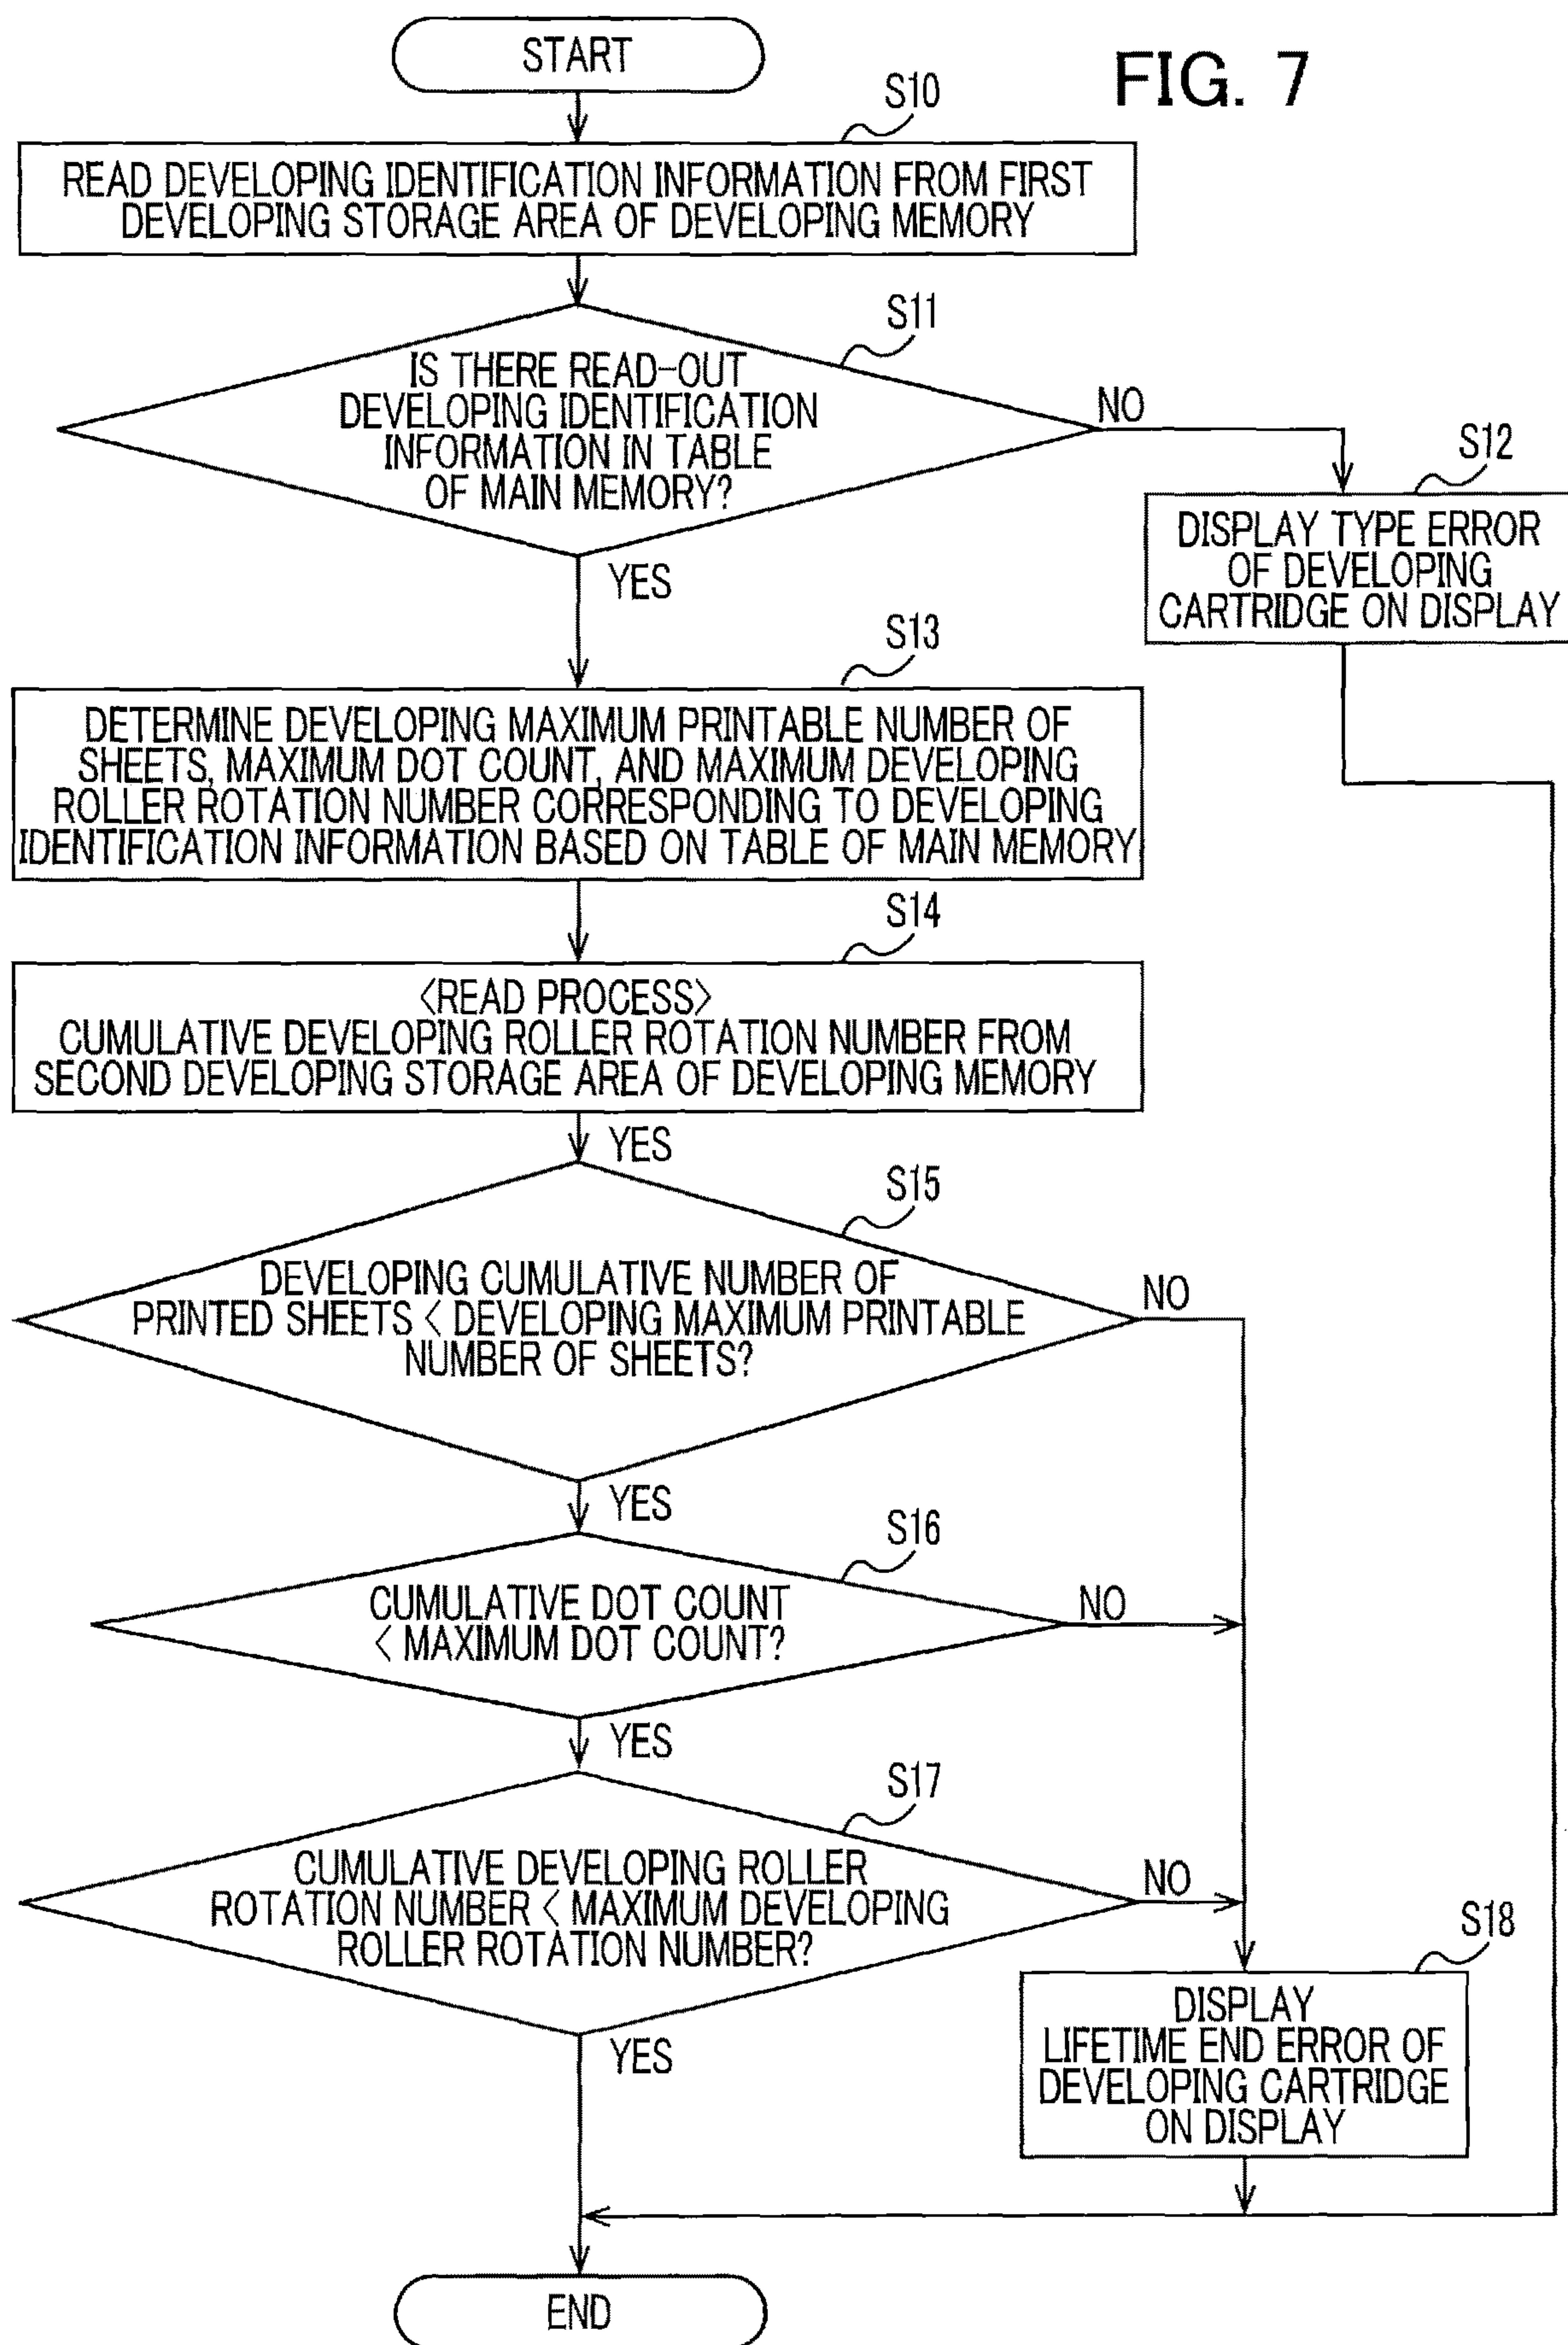 START
FIG. 7
S10
READ DEVELOPING IDENTIFICATION INFORMATION FROM FIRST
DEVELOPING STORAGE AREA OF DEVELOPING MEMORY
S11
IS THERE READ-OUT
DEVELOPING IDENTIFICATION
INFORMATION IN TABLE
OF MAIN MEMORY?
NO
YES
S12
DISPLAY TYPE ERROR
OF DEVELOPING
CARTRIDGE ON DISPLAY
S13
DETERMINE DEVELOPING MAXIMUM PRINTABLE NUMBER OF
SHEETS, MAXIMUM DOT COUNT, AND MAXIMUM DEVELOPING
ROLLER ROTATION NUMBER CORRESPONDING TO DEVELOPING
IDENTIFICATION INFORMATION BASED ON TABLE OF MAIN MEMORY
S14
<READ PROCESS>
CUMULATIVE DEVELOPING ROLLER ROTATION NUMBER FROM
SECOND DEVELOPING STORAGE AREA OF DEVELOPING MEMORY
YES
S15
DEVELOPING CUMULATIVE NUMBER OF
PRINTED SHEETS < DEVELOPING MAXIMUM PRINTABLE
NUMBER OF SHEETS?
NO
YES
S16
CUMULATIVE DOT COUNT
< MAXIMUM DOT COUNT?
NO
YES
S17
CUMULATIVE DEVELOPING ROLLER
ROTATION NUMBER < MAXIMUM DEVELOPING
ROLLER ROTATION NUMBER?
NO
YES
S18
DISPLAY
LIFETIME END ERROR OF
DEVELOPING CARTRIDGE
ON DISPLAY
END